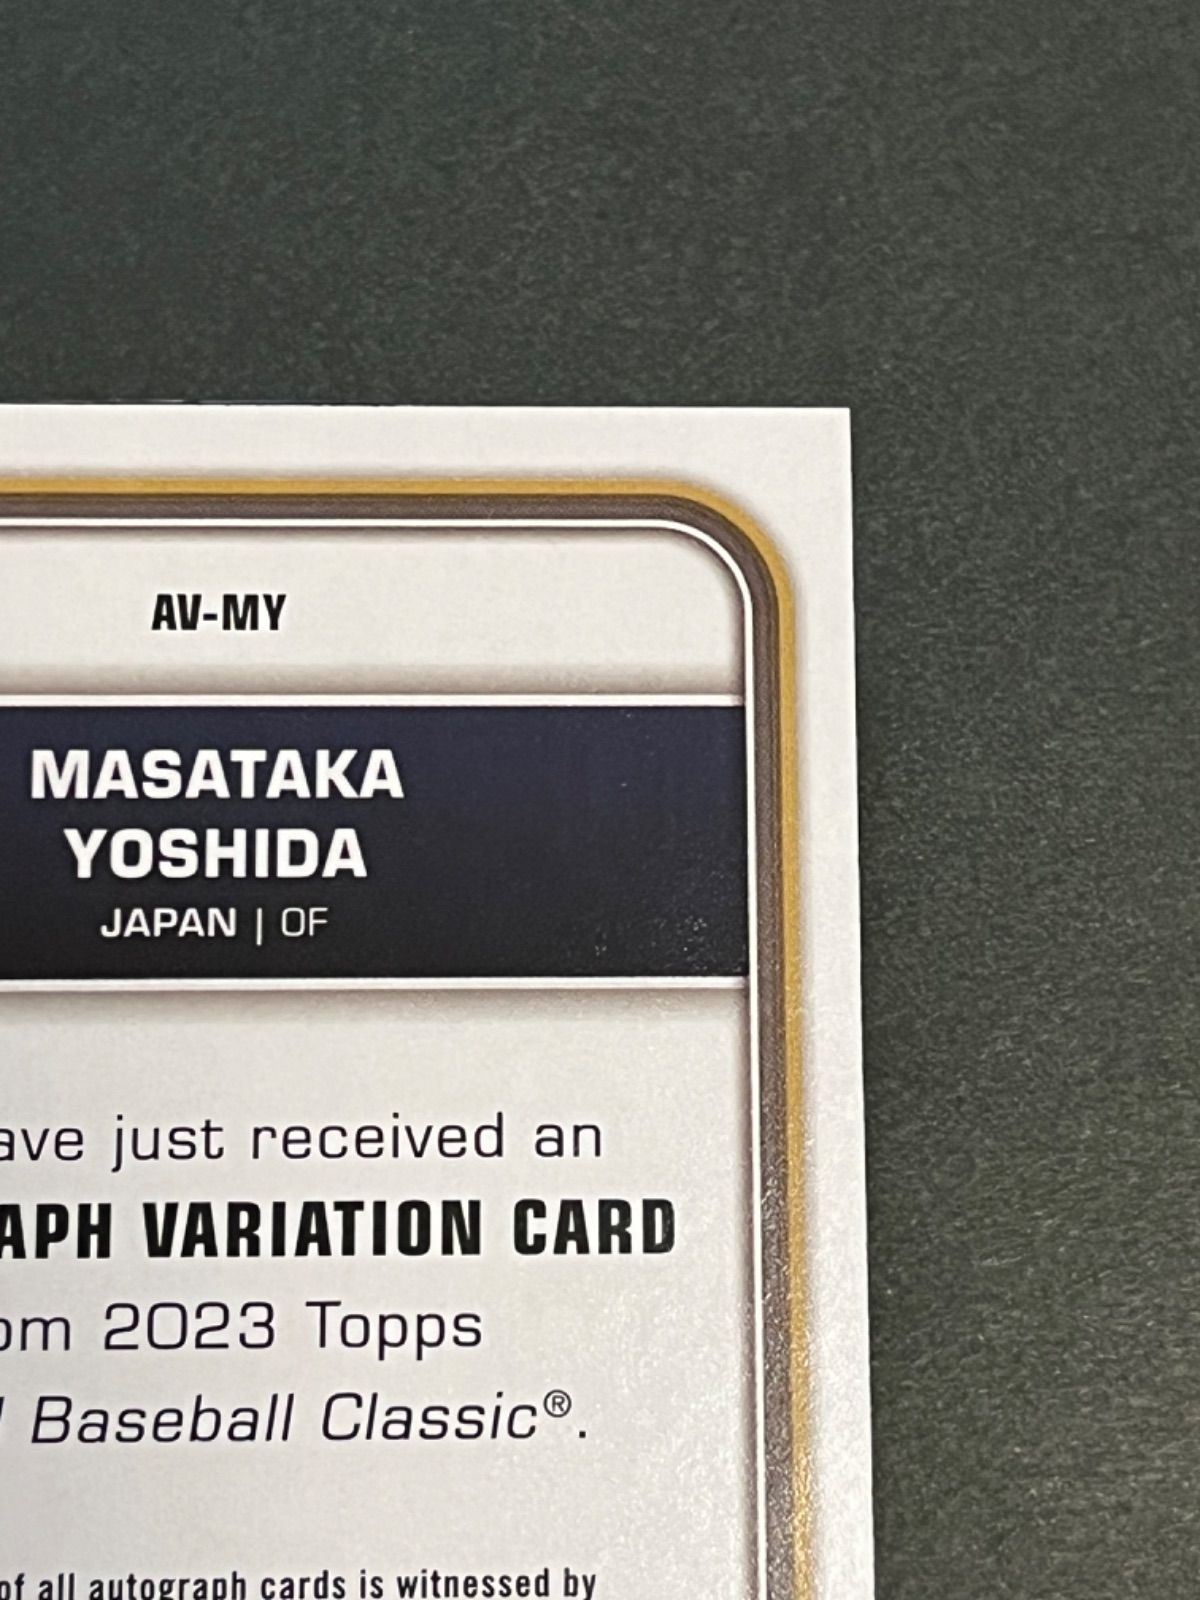 AV-MY
MASATAKA
YOSHIDA
JAPAN | OF
ave just received an
APH VARIATION CARD
om 2023 Topps
Baseball Classic®.
of all autograph cards is witnessed by